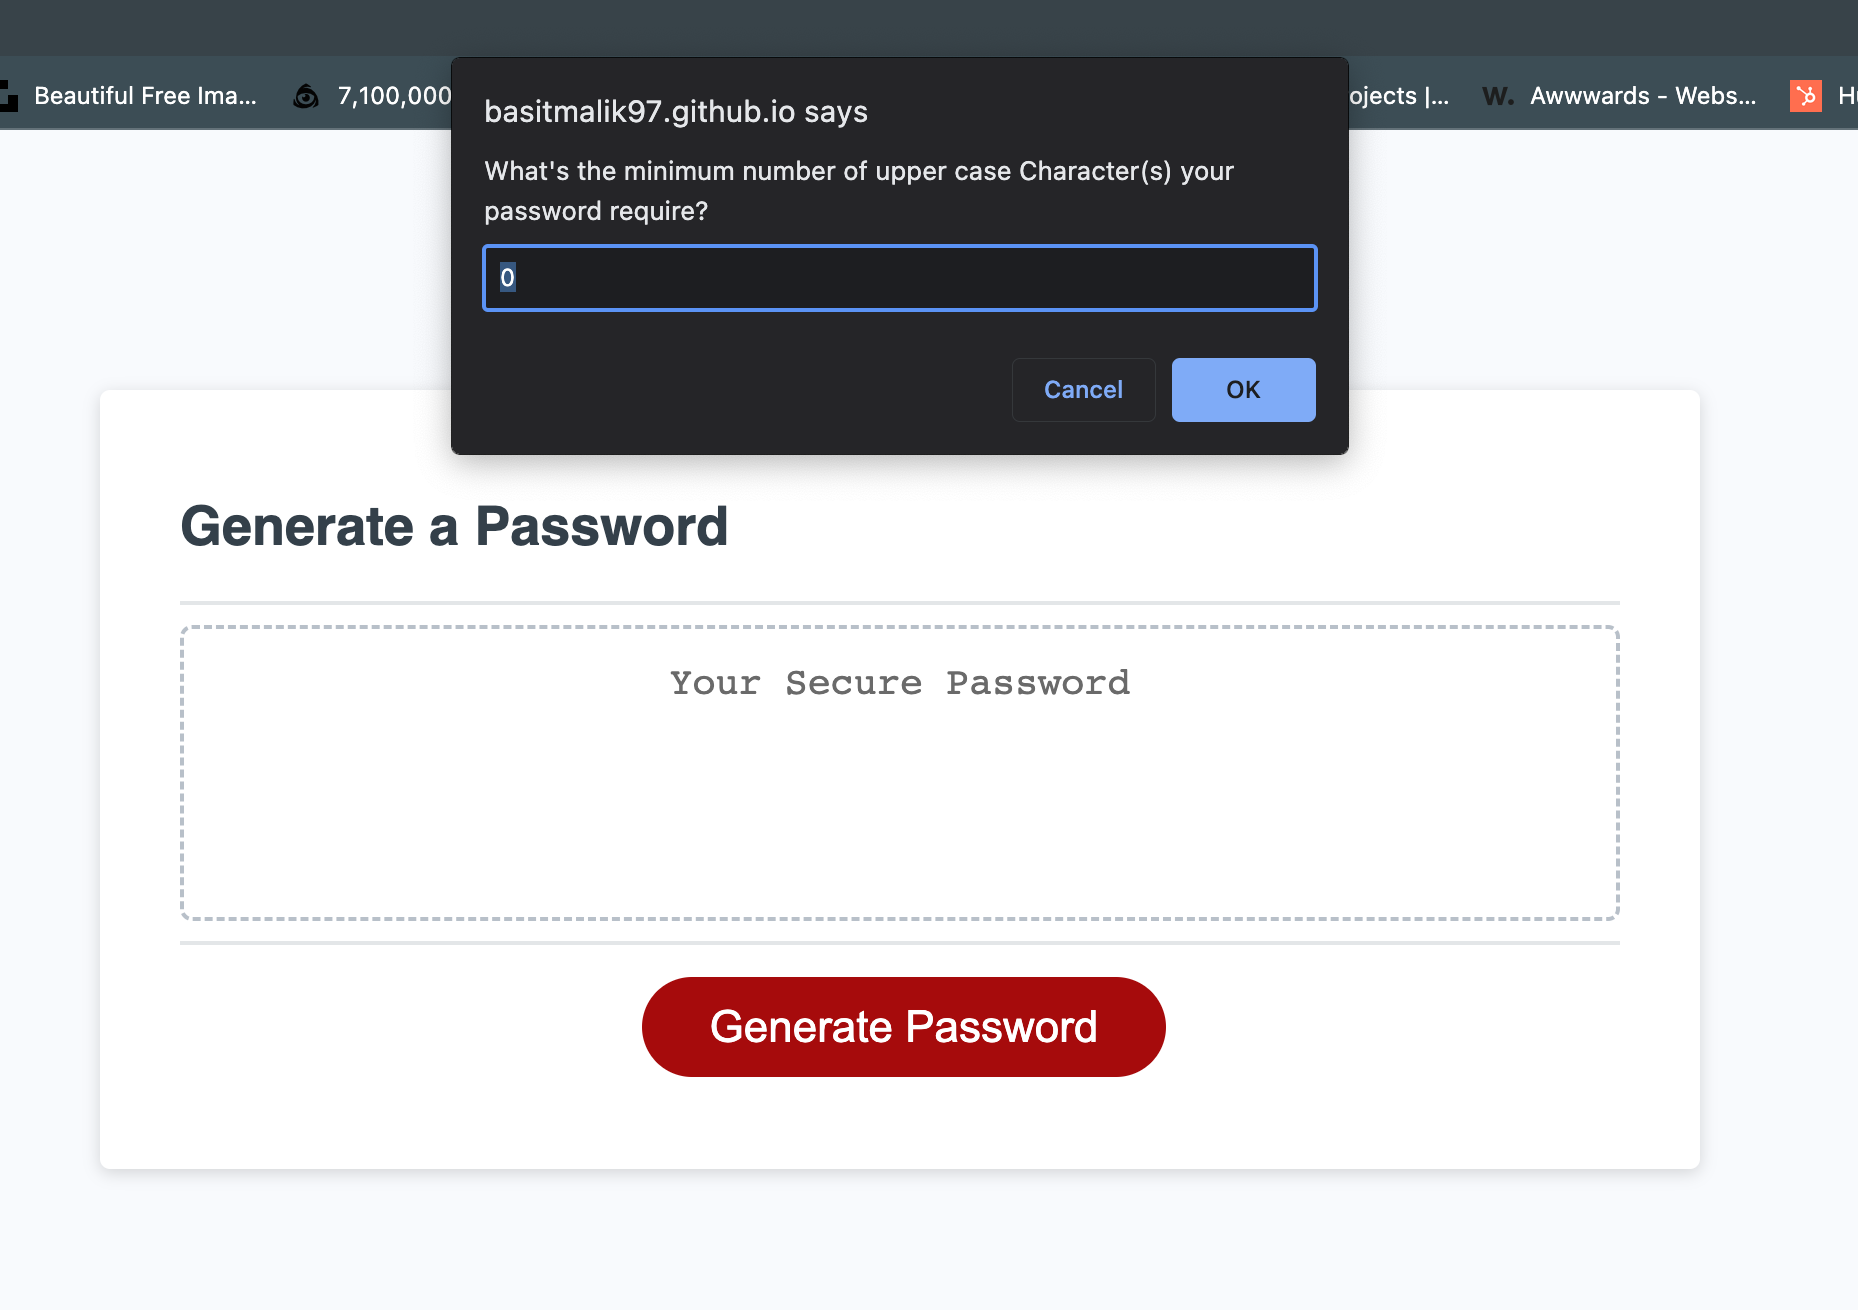 Beautiful Free Ima... 7,100,000 ojects |... W. Awwwards - Webs...
basitmalik97.github.io says
What's the minimum number of upper case Character(s) your
password require?
0
Cancel OK
Generate a Password
Your Secure Password
Generate Password